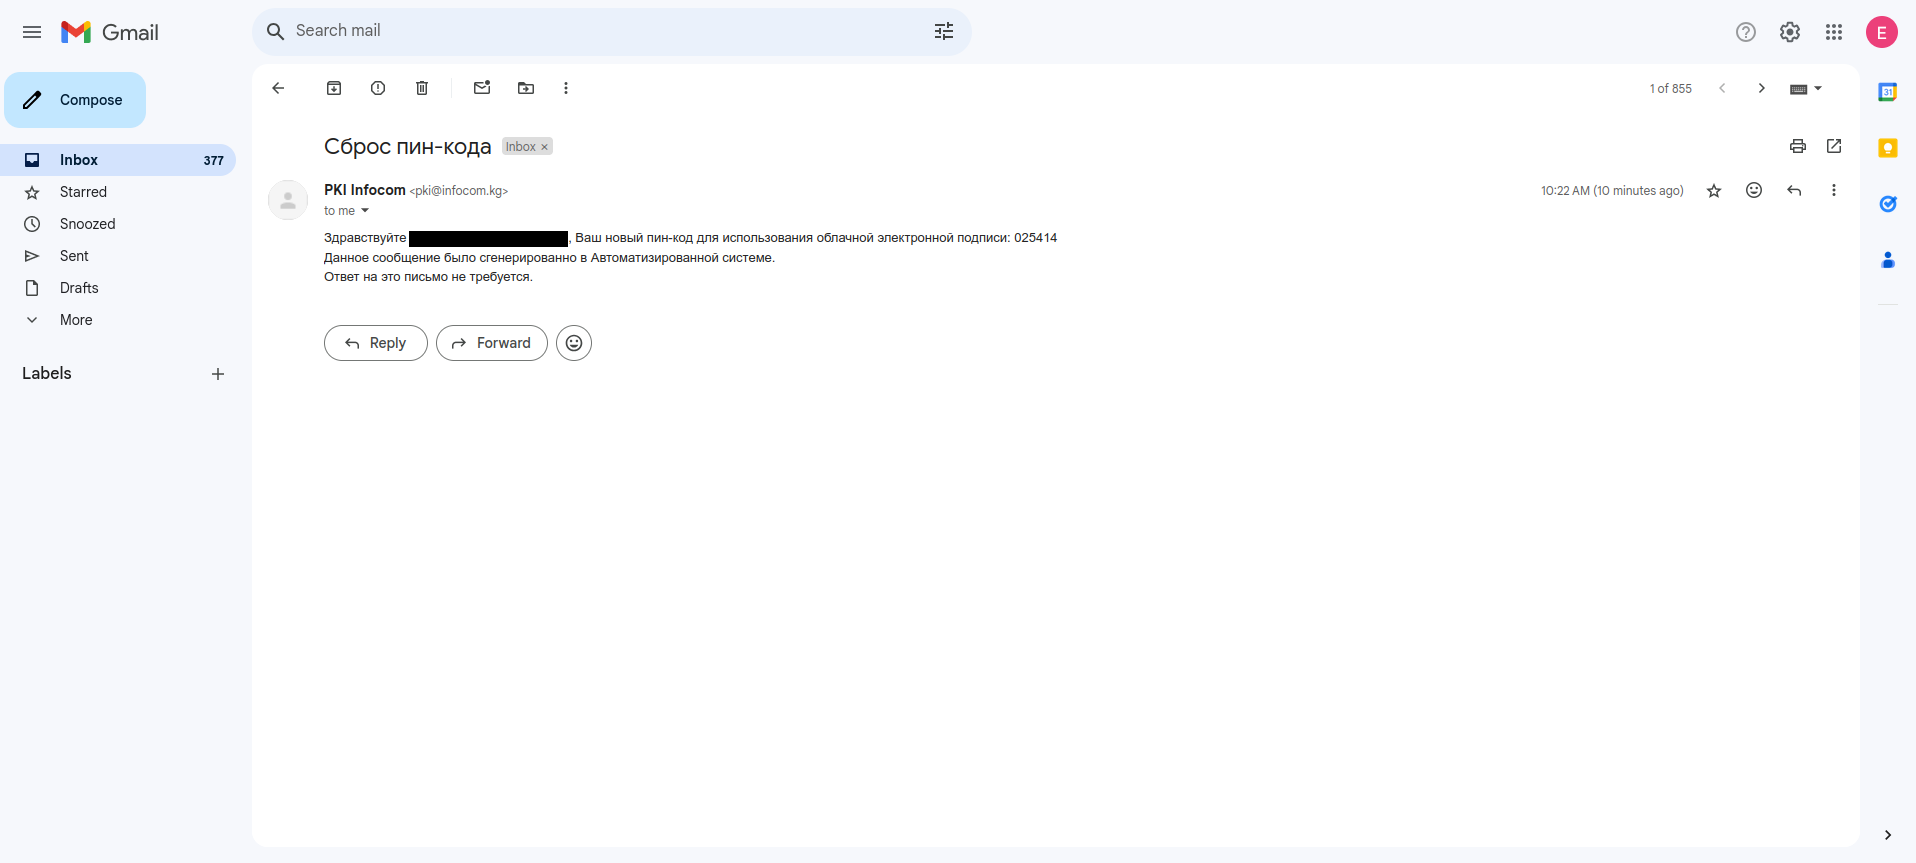 Gmail
Search mail
E
Compose
1 of 855
31
Inbox 377
Starred
Snoozed
Sent
Drafts
More
Labels
Сброс пин-кода Inbox ×
PKI Infocom <pki@infocom.kg> 10:22 AM (10 minutes ago)
to me
Здравствуйте , Ваш новый пин-код для использования облачной электронной подписи: 025414
Данное сообщение было сгенерированно в Автоматизированной системе.
Ответ на это письмо не требуется.
Reply Forward